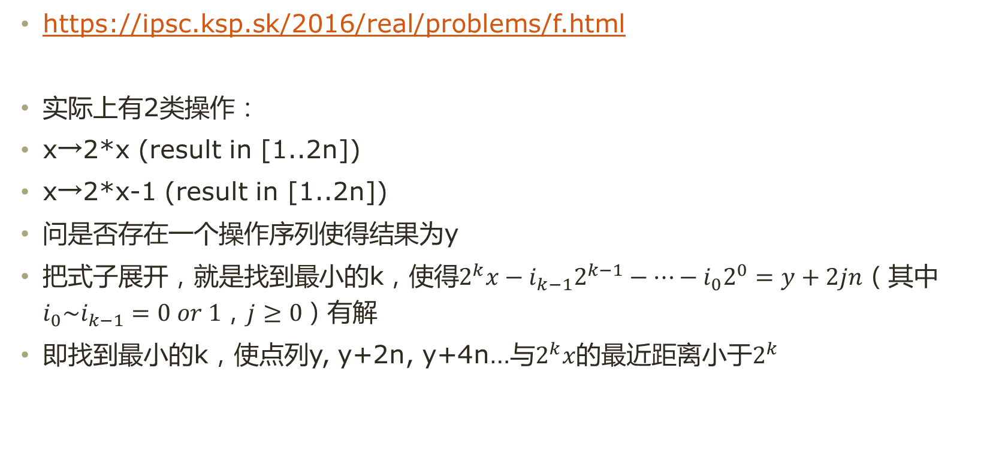 • https://ipsc.ksp.sk/2016/real/problems/f.html
• 实际上有2类操作：
• x→2*x (result in [1..2n])
• x→2*x-1 (result in [1..2n])
• 问是否存在一个操作序列使得结果为y
• 把式子展开，就是找到最小的k，使得$2^k x - i_{k-1}2^{k-1} - \cdots - i_0 2^0 = y + 2jn$（其中
$i_0 \sim i_{k-1} = 0\ or\ 1$，$j \geq 0$）有解
• 即找到最小的k，使点列y, y+2n, y+4n…与$2^k x$的最近距离小于$2^k$